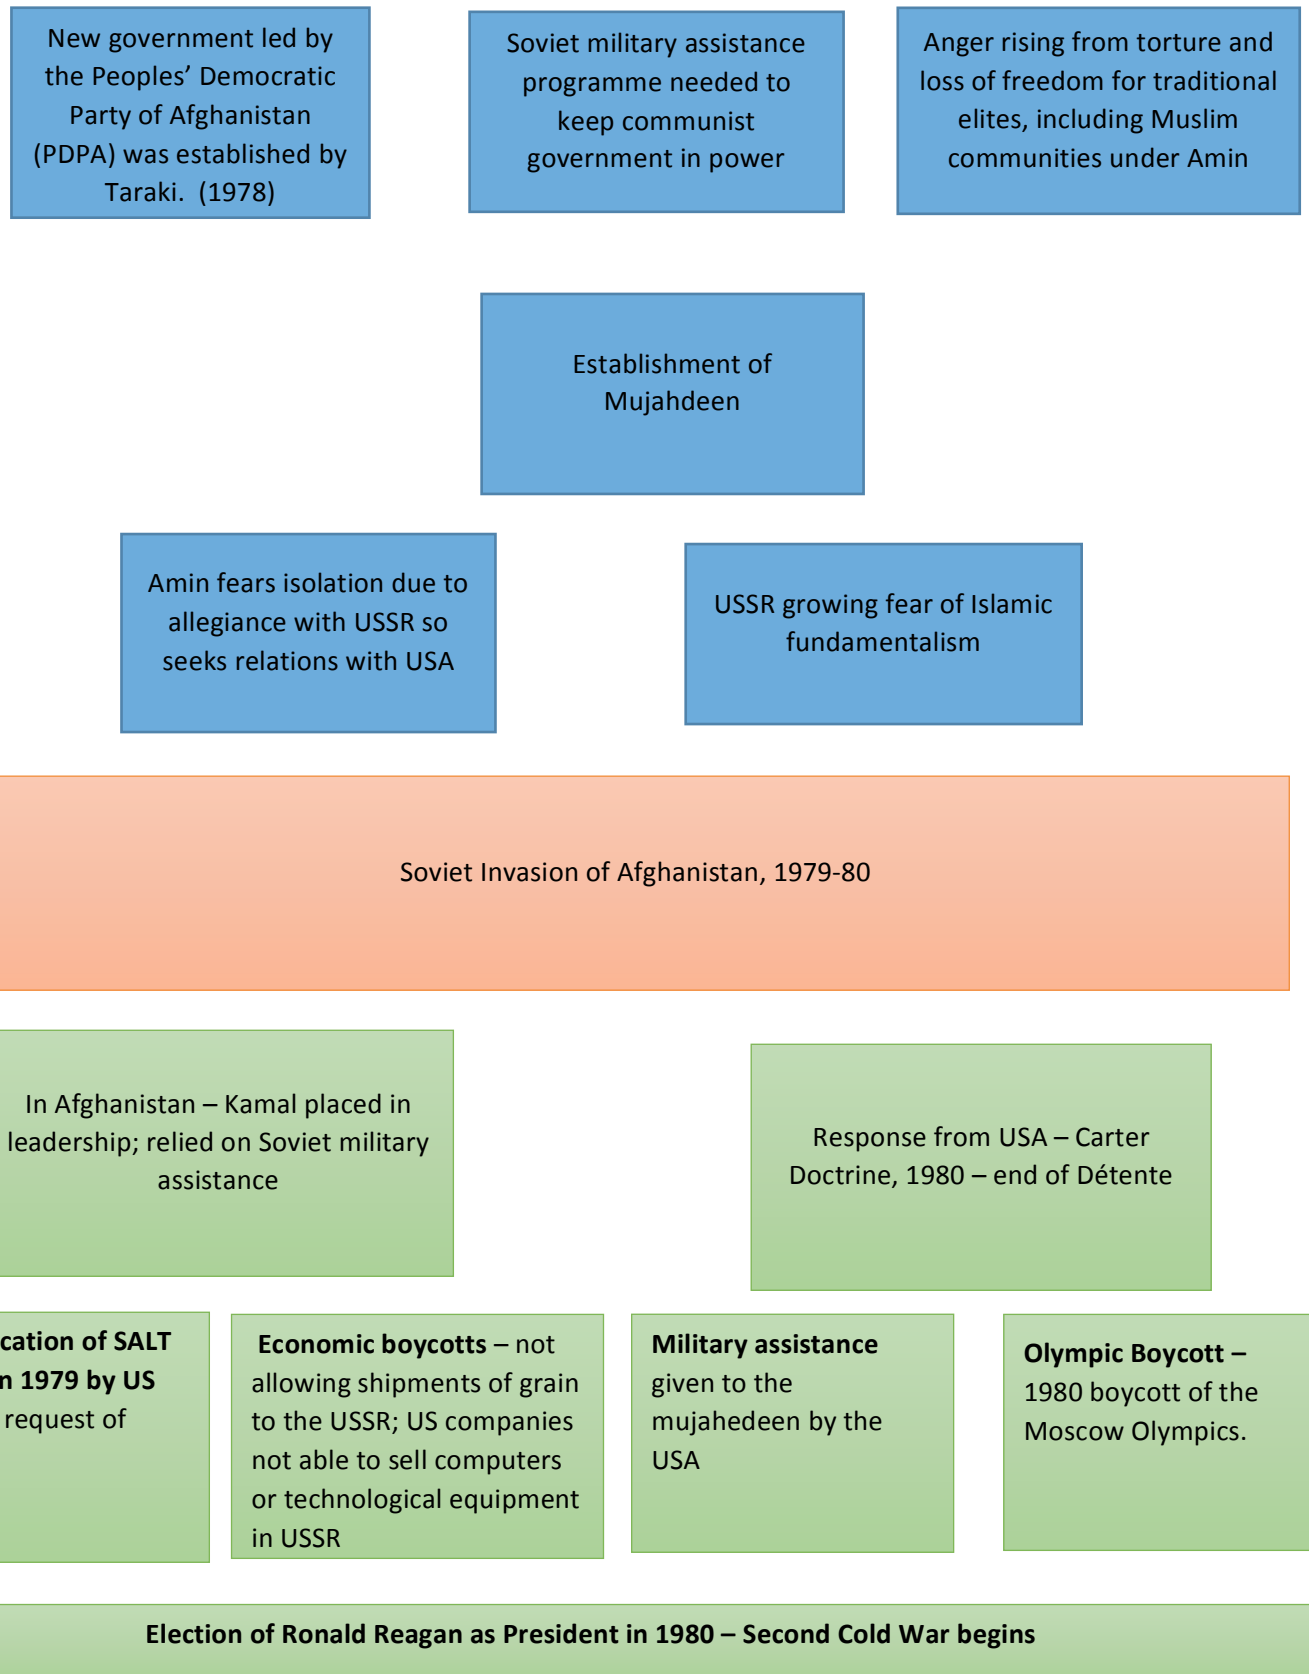 New government led by
the Peoples’ Democratic
Party of Afghanistan
(PDPA) was established by
Taraki.  (1978)
Soviet military assistance
programme needed to
keep communist
government in power
Anger rising from torture and
loss of freedom for traditional
elites, including Muslim
communities under Amin
Establishment of
Mujahdeen
Amin fears isolation due to
allegiance with USSR so
seeks relations with USA
USSR growing fear of Islamic
fundamentalism
Soviet Invasion of Afghanistan, 1979-80
In Afghanistan – Kamal placed in
leadership; relied on Soviet military
assistance
Response from USA – Carter
Doctrine, 1980 – end of Détente
of SALT
1979 by US
request of
Economic boycotts – not
allowing shipments of grain
to the USSR; US companies
not able to sell computers
or technological equipment
in USSR
Military assistance
given to the
mujahedeen by the
USA
Olympic Boycott –
1980 boycott of the
Moscow Olympics.
Election of Ronald Reagan as President in 1980 – Second Cold War begins